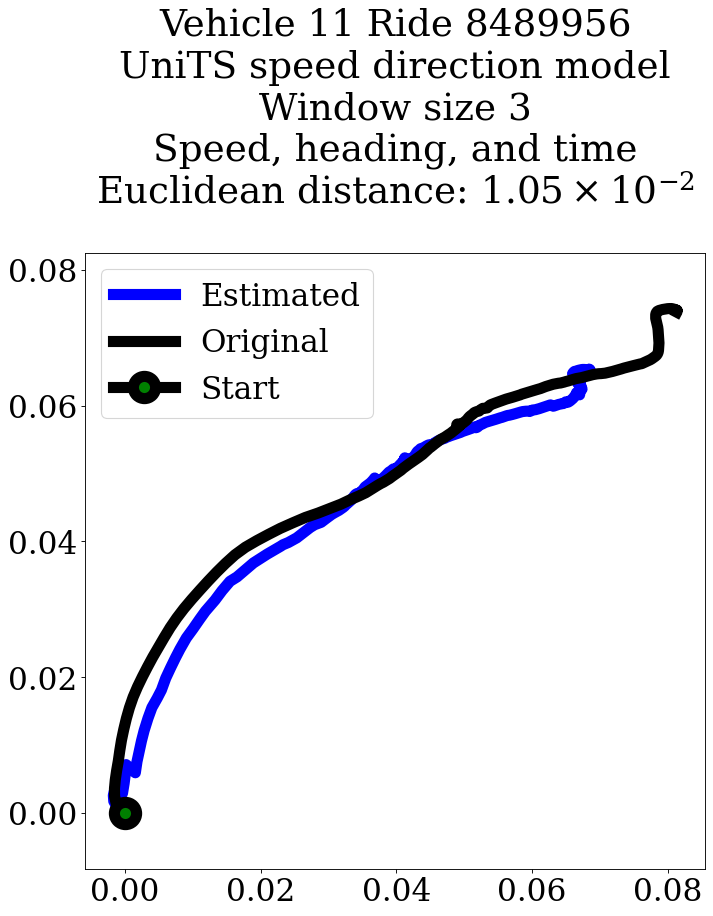 Vehicle 11 Ride 8489956
UniTS speed direction model
Window size 3
Speed, heading, and time
Euclidean distance: 1.05 × 10⁻²
0.08
0.06
0.04
0.02
0.00
Estimated
Original
Start
0.00 0.02 0.04 0.06 0.08